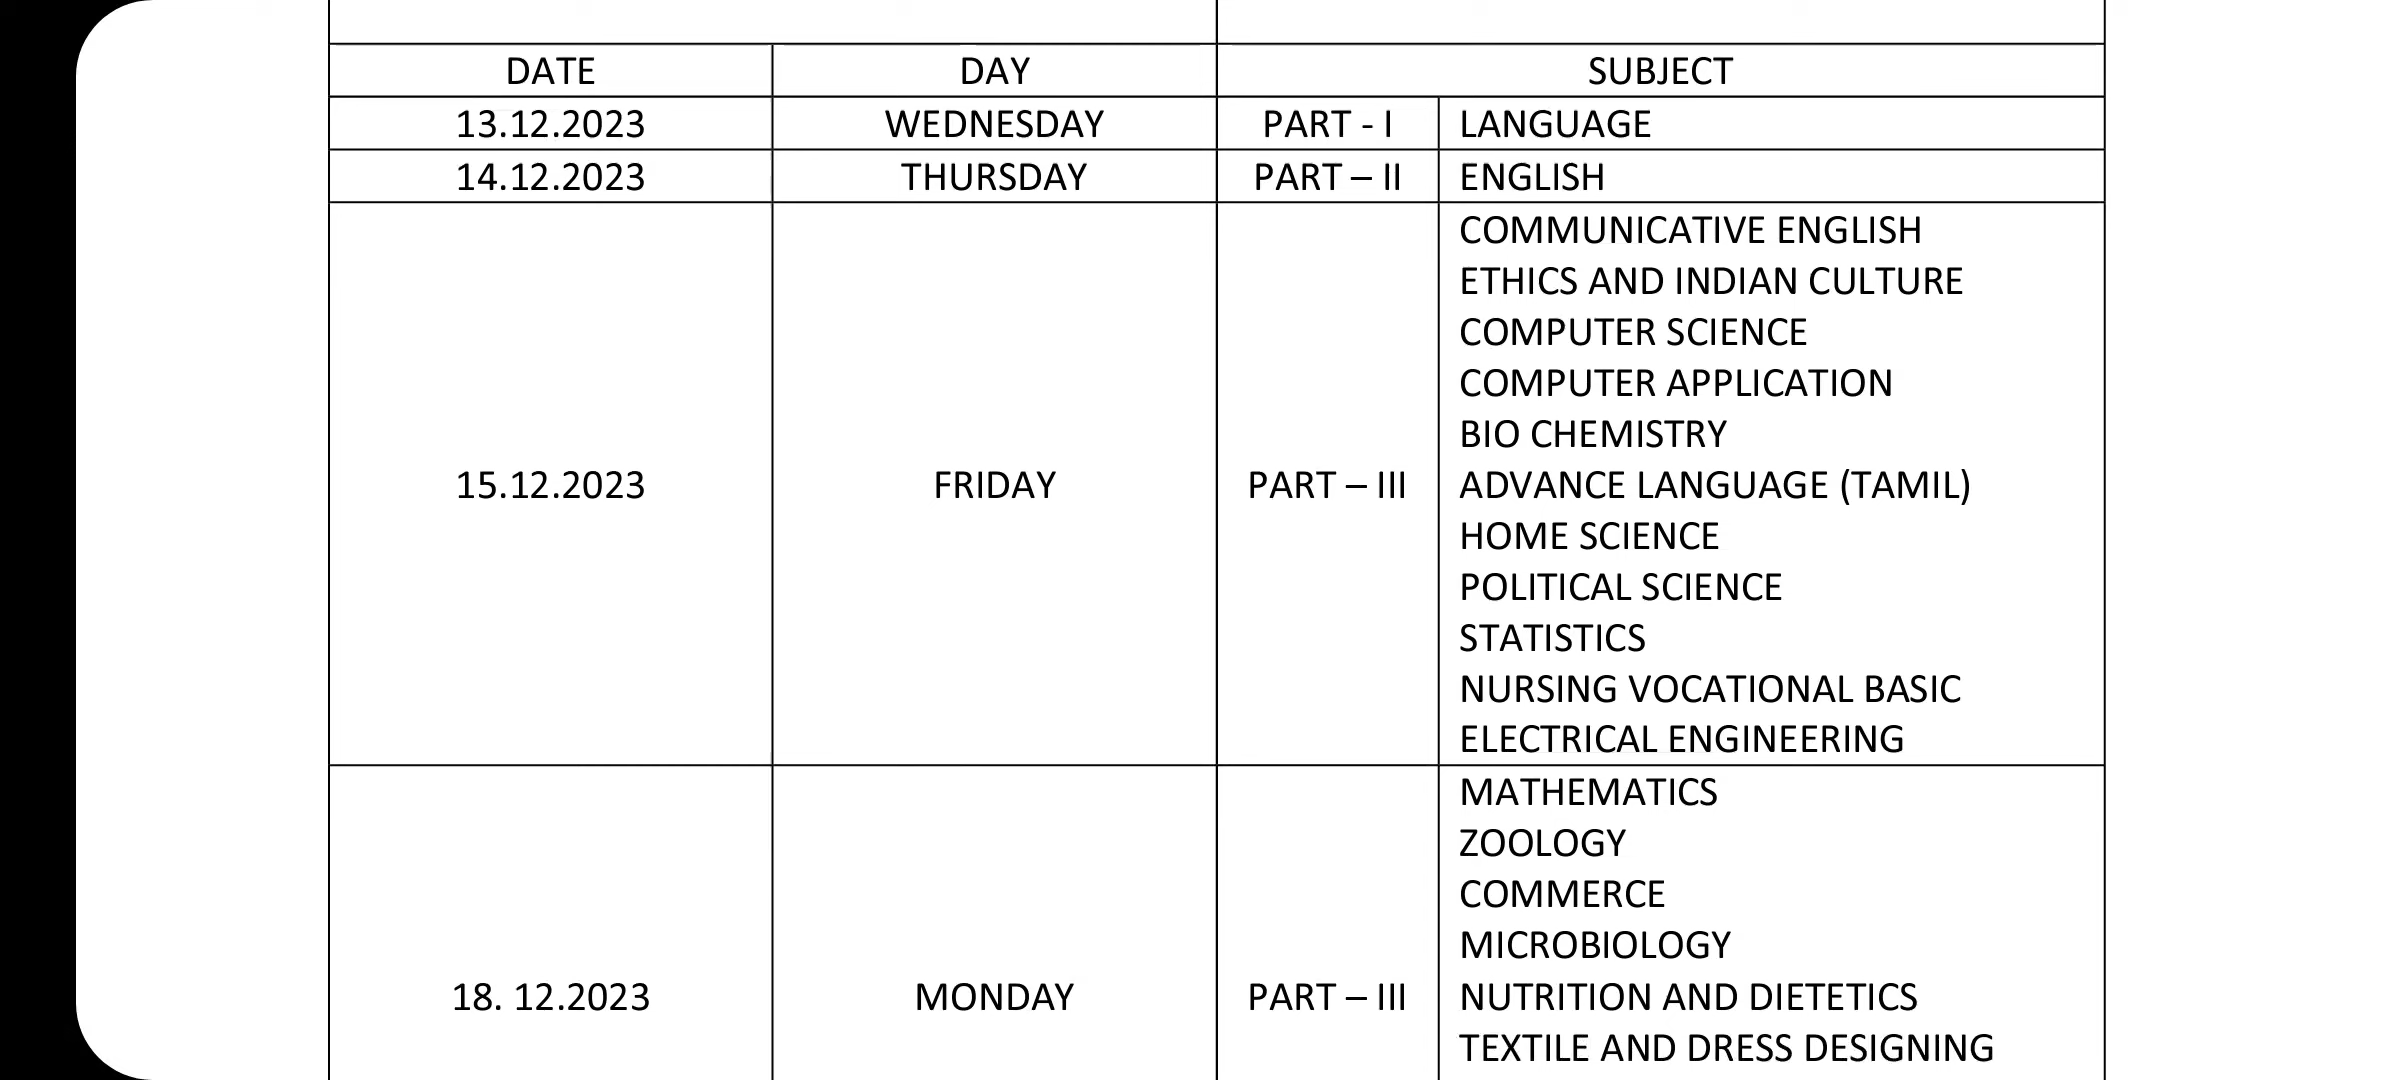 DATE DAY SUBJECT
13.12.2023 WEDNESDAY PART - I LANGUAGE
14.12.2023 THURSDAY PART – II ENGLISH
15.12.2023 FRIDAY PART – III COMMUNICATIVE ENGLISH
ETHICS AND INDIAN CULTURE
COMPUTER SCIENCE
COMPUTER APPLICATION
BIO CHEMISTRY
ADVANCE LANGUAGE (TAMIL)
HOME SCIENCE
POLITICAL SCIENCE
STATISTICS
NURSING VOCATIONAL BASIC
ELECTRICAL ENGINEERING
18. 12.2023 MONDAY PART – III MATHEMATICS
ZOOLOGY
COMMERCE
MICROBIOLOGY
NUTRITION AND DIETETICS
TEXTILE AND DRESS DESIGNING